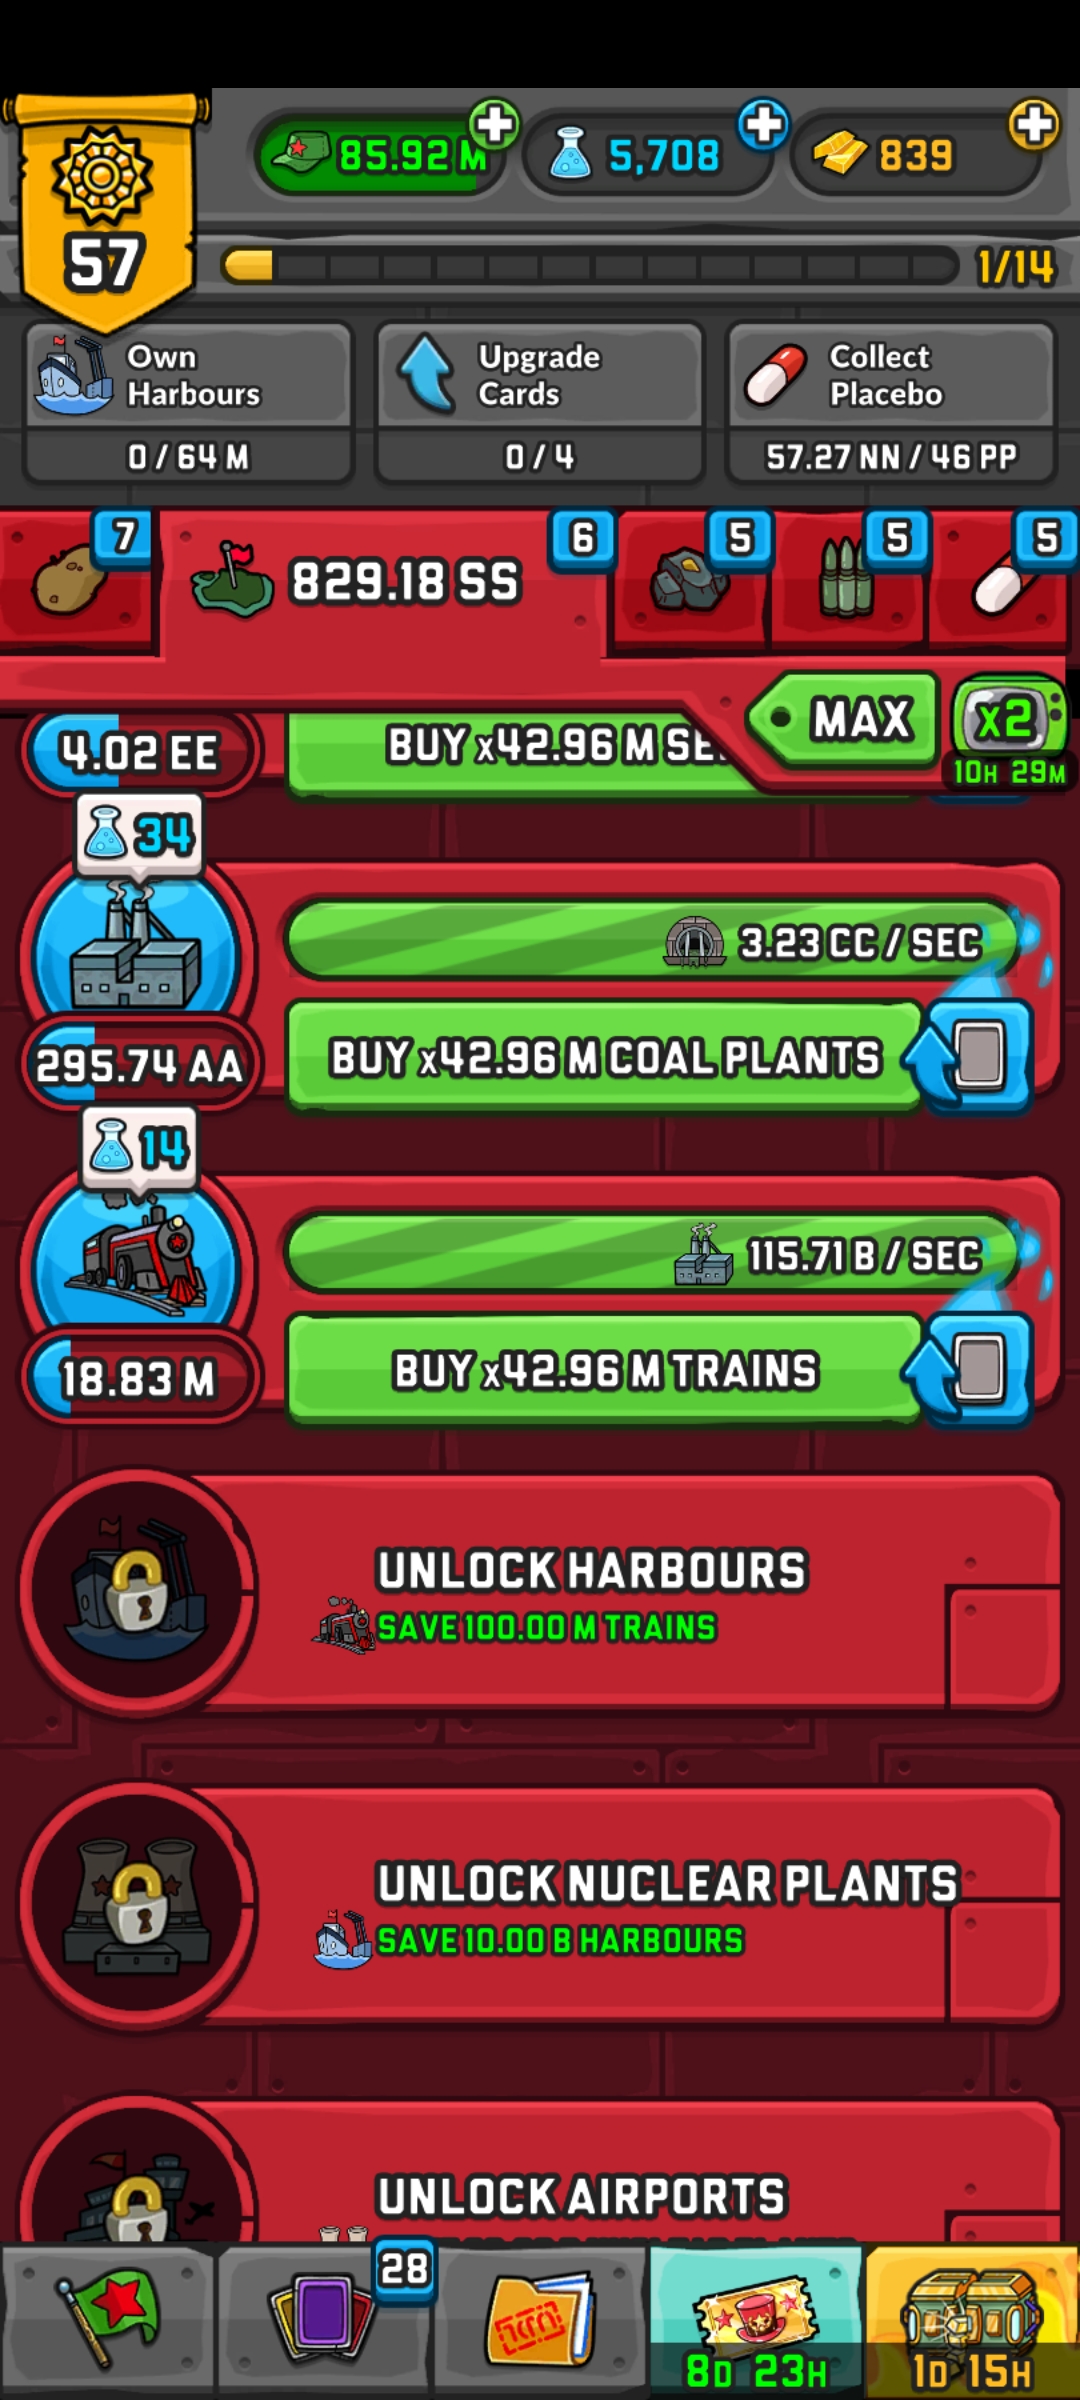 85.92 M
5,708
839
57
1/14
Own
Harbours
0 / 64 M
Upgrade
Cards
0 / 4
Collect
Placebo
57.27 NN / 46 PP
7
829.18 SS
6
5
5
5
MAX
x2
10H 29M
4.02 EE
BUY x42.96 M
34
3.23 CC / SEC
295.74 AA
BUY x42.96 M COAL PLANTS
14
115.71 B / SEC
18.83 M
BUY x42.96 M TRAINS
UNLOCK HARBOURS
SAVE 100.00 M TRAINS
UNLOCK NUCLEAR PLANTS
SAVE 10.00 B HARBOURS
UNLOCK AIRPORTS
28
8D 23H
1D 15H